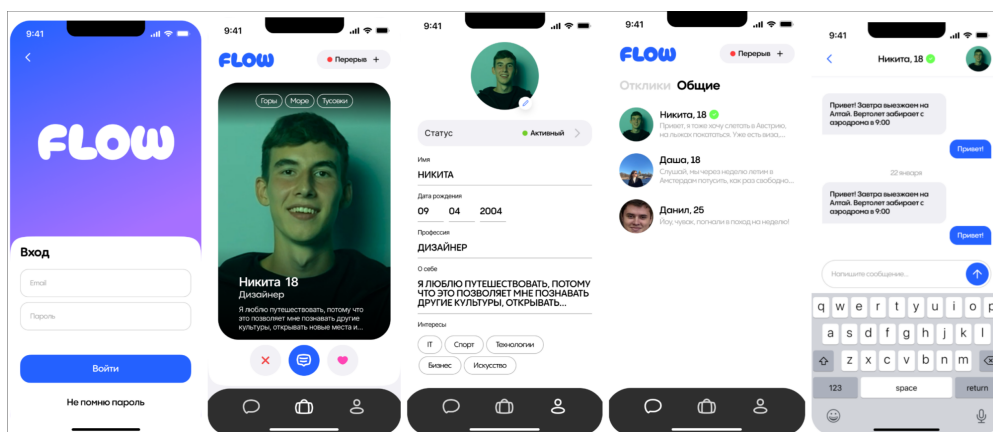 9:41
FLOW
Вход
Email
Пароль
Войти
Не помню пароль
9:41
FLOW
Перерыв +
Горы
Море
Тусовки
Никита 18
Дизайнер
Я люблю путешествовать, потому что
это позволяет мне познавать другие
культуры, открывать новые места и...
9:41
Статус
Активный
Имя
НИКИТА
Дата рождения
09 04 2004
Профессия
ДИЗАЙНЕР
О себе
Я ЛЮБЛЮ ПУТЕШЕСТВОВАТЬ, ПОТОМУ
ЧТО ЭТО ПОЗВОЛЯЕТ МНЕ ПОЗНАВАТЬ
ДРУГИЕ КУЛЬТУРЫ, ОТКРЫВАТЬ...
Интересы
IT
Спорт
Технологии
Бизнес
Искусство
9:41
FLOW
Перерыв +
Отклики Общие
Никита, 18
Привет, я тоже хочу слетать в Австрию,
на лыжах покататься. Уже есть виза,...
Даша, 18
Слушай, мы через неделю летим в
Амстердам потусить, как раз свободно...
Данил, 25
Йоу, чувак, погнали в поход на неделю!
9:41
Никита, 18
Привет! Завтра выезжаем на
Алтай. Вертолет забирает с
аэродрома в 9:00
Привет!
22 января
Привет! Завтра выезжаем на
Алтай. Вертолет забирает с
аэродрома в 9:00
Привет!
Напишите сообщение...
q w e r t y u i o p
a s d f g h j k l
z x c v b n m
123 space return